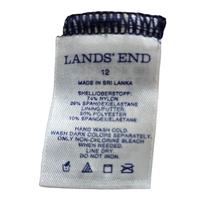 LANDS' END
12
MADE IN SRI LANKA
SHELL/OBERSTOFF:
74% NYLON
26% SPANDEX/ELASTANE
LINING/FUTTER:
90% POLYESTER
10% SPANDEX/ELASTANE
HAND WASH COLD
WASH DARK COLORS SEPARATELY.
ONLY NON-CHLORINE BLEACH
WHEN NEEDED.
LINE DRY
DO NOT IRON.